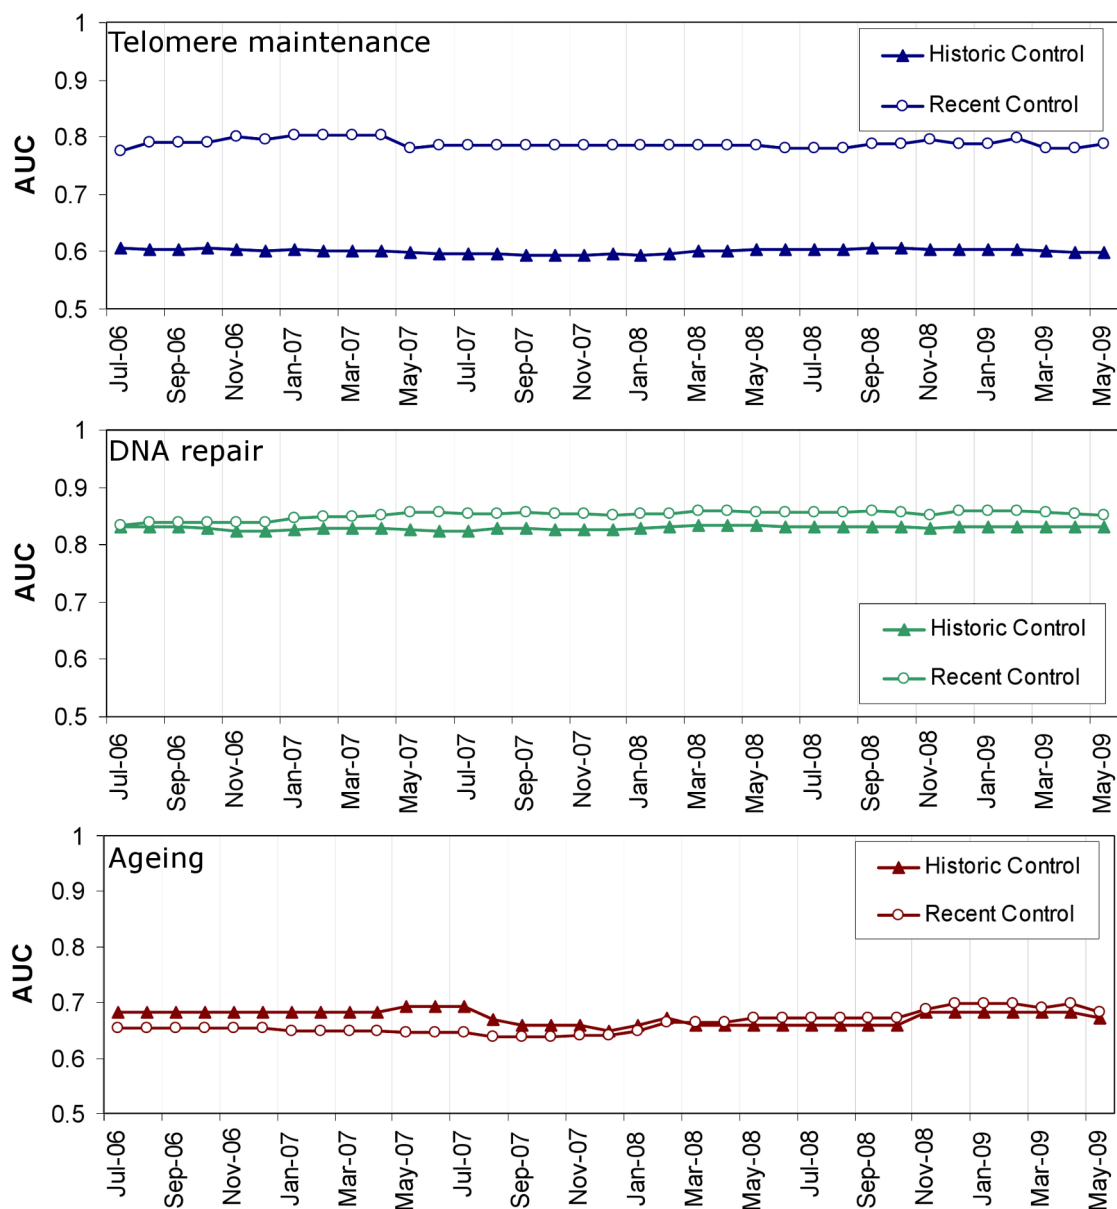 Telomere maintenance
AUC
1
0.9
0.8
0.7
0.6
0.5
Historic Control
Recent Control
Jul-06
Sep-06
Nov-06
Jan-07
Mar-07
May-07
Jul-07
Sep-07
Nov-07
Jan-08
Mar-08
May-08
Jul-08
Sep-08
Nov-08
Jan-09
Mar-09
May-09
DNA repair
AUC
1
0.9
0.8
0.7
0.6
0.5
Historic Control
Recent Control
Jul-06
Sep-06
Nov-06
Jan-07
Mar-07
May-07
Jul-07
Sep-07
Nov-07
Jan-08
Mar-08
May-08
Jul-08
Sep-08
Nov-08
Jan-09
Mar-09
May-09
Ageing
AUC
1
0.9
0.8
0.7
0.6
0.5
Historic Control
Recent Control
Jul-06
Sep-06
Nov-06
Jan-07
Mar-07
May-07
Jul-07
Sep-07
Nov-07
Jan-08
Mar-08
May-08
Jul-08
Sep-08
Nov-08
Jan-09
Mar-09
May-09